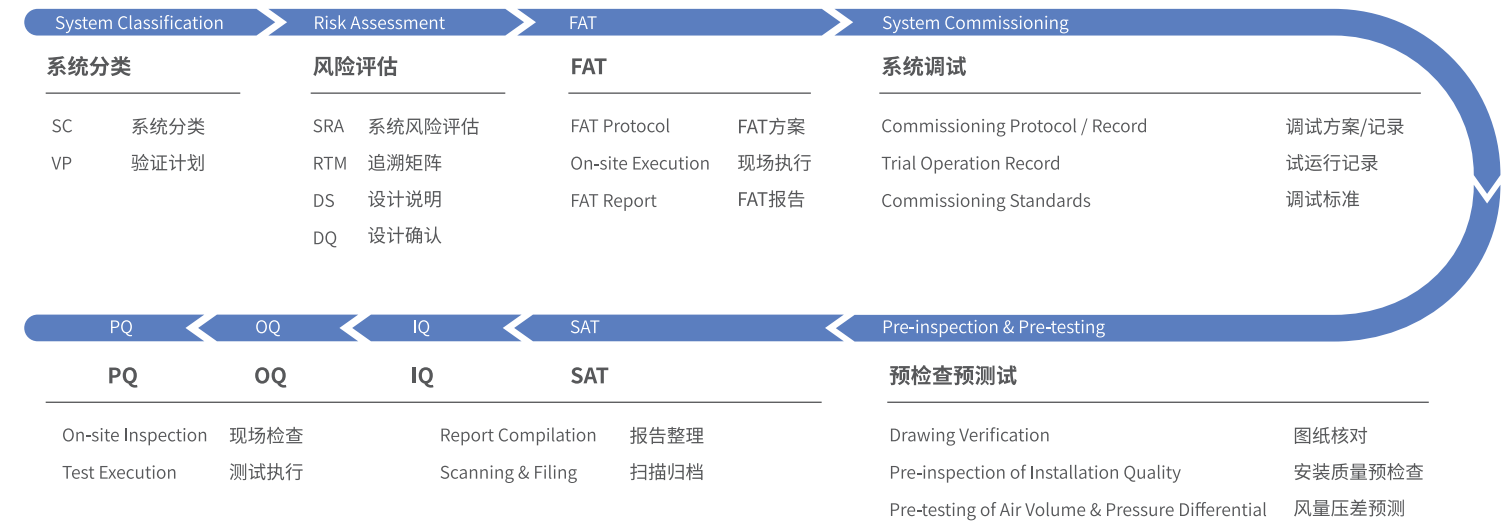 System Classification
Risk Assessment
FAT
System Commissioning
系统分类
风险评估
FAT
系统调试
SC 系统分类
VP 验证计划
SRA 系统风险评估
RTM 追溯矩阵
DS 设计说明
DQ 设计确认
FAT Protocol FAT方案
On-site Execution 现场执行
FAT Report FAT报告
Commissioning Protocol / Record 调试方案/记录
Trial Operation Record 试运行记录
Commissioning Standards 调试标准
PQ
OQ
IQ
SAT
Pre-inspection & Pre-testing
PQ
OQ
IQ
SAT
预检查预测试
On-site Inspection 现场检查
Test Execution 测试执行
Report Compilation 报告整理
Scanning & Filing 扫描归档
Drawing Verification 图纸核对
Pre-inspection of Installation Quality 安装质量预检查
Pre-testing of Air Volume & Pressure Differential 风量压差预测